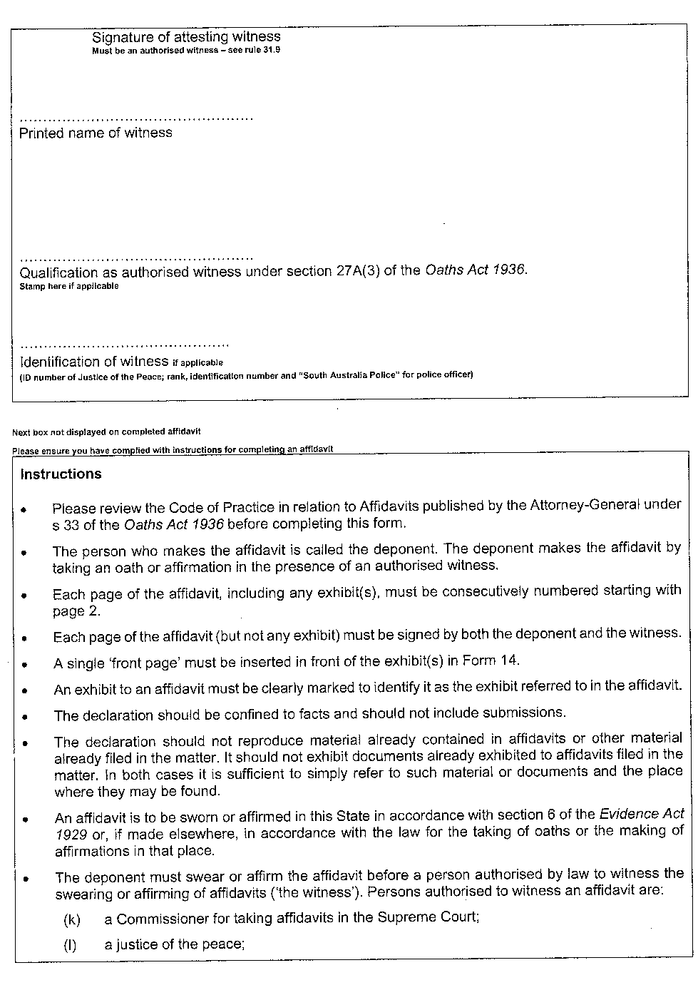 Signature of attesting witness
Must be an authorised witness – see rule 31.9
................................................
Printed name of witness
................................................
Qualification as authorised witness under section 27A(3) of the Oaths Act 1936.
Stamp here if applicable
...........................................
Identification of witness if applicable
(ID number of Justice of the Peace; rank, identification number and "South Australia Police" for police officer)
Next box not displayed on completed affidavit
Please ensure you have complied with instructions for completing an affidavit
Instructions
• Please review the Code of Practice in relation to Affidavits published by the Attorney-General under
s 33 of the Oaths Act 1936 before completing this form.
• The person who makes the affidavit is called the deponent. The deponent makes the affidavit by
taking an oath or affirmation in the presence of an authorised witness.
• Each page of the affidavit, including any exhibit(s), must be consecutively numbered starting with
page 2.
• Each page of the affidavit (but not any exhibit) must be signed by both the deponent and the witness.
• A single 'front page' must be inserted in front of the exhibit(s) in Form 14.
• An exhibit to an affidavit must be clearly marked to identify it as the exhibit referred to in the affidavit.
• The declaration should be confined to facts and should not include submissions.
• The declaration should not reproduce material already contained in affidavits or other material
already filed in the matter. It should not exhibit documents already exhibited to affidavits filed in the
matter. In both cases it is sufficient to simply refer to such material or documents and the place
where they may be found.
• An affidavit is to be sworn or affirmed in this State in accordance with section 6 of the Evidence Act
1929 or, if made elsewhere, in accordance with the law for the taking of oaths or the making of
affirmations in that place.
• The deponent must swear or affirm the affidavit before a person authorised by law to witness the
swearing or affirming of affidavits ('the witness'). Persons authorised to witness an affidavit are:
(k) a Commissioner for taking affidavits in the Supreme Court;
(l) a justice of the peace;